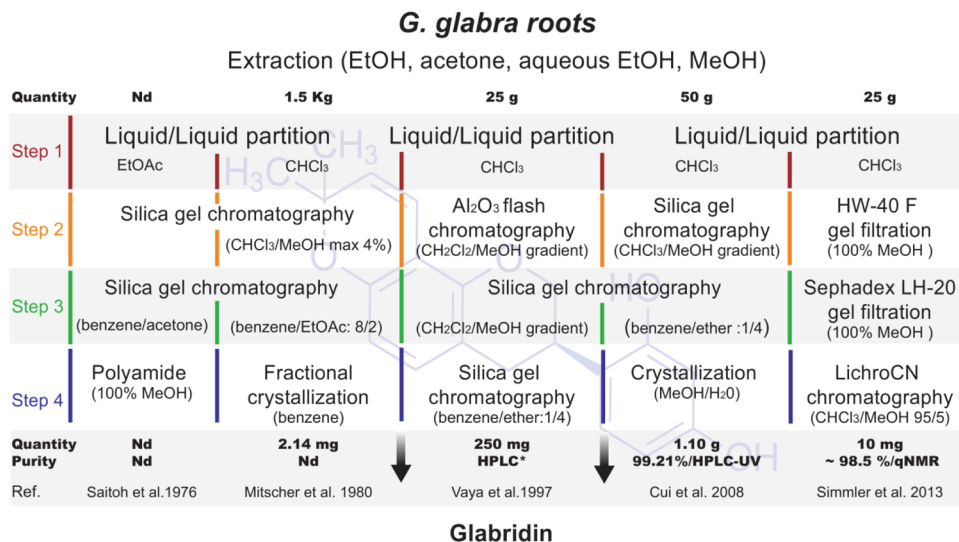 G. glabra roots
Extraction (EtOH, acetone, aqueous EtOH, MeOH)
Quantity Nd 1.5 Kg 25 g 50 g 25 g
Step 1
Liquid/Liquid partition Liquid/Liquid partition Liquid/Liquid partition
EtOAc CHCl3 CHCl3 CHCl3 CHCl3
H3C CH3
Step 2
Silica gel chromatography
(CHCl3/MeOH max 4%)
Al2O3 flash
chromatography
(CH2Cl2/MeOH gradient)
Silica gel
chromatography
(CHCl3/MeOH gradient)
HW-40 F
gel filtration
(100% MeOH )
O O
HO
Step 3
Silica gel chromatography
(benzene/acetone) (benzene/EtOAc: 8/2)
Silica gel chromatography
(CH2Cl2/MeOH gradient) (benzene/ether :1/4)
Sephadex LH-20
gel filtration
(100% MeOH )
Step 4
Polyamide
(100% MeOH)
Fractional
crystallization
(benzene)
Silica gel
chromatography
(benzene/ether:1/4)
Crystallization
(MeOH/H20)
LichroCN
chromatography
(CHCl3/MeOH 95/5)
OH
Quantity Nd 2.14 mg 250 mg 1.10 g 10 mg
Purity Nd Nd HPLC* 99.21%/HPLC-UV ~ 98.5 %/qNMR
Ref. Saitoh et al.1976 Mitscher et al. 1980 Vaya et al.1997 Cui et al. 2008 Simmler et al. 2013
Glabridin